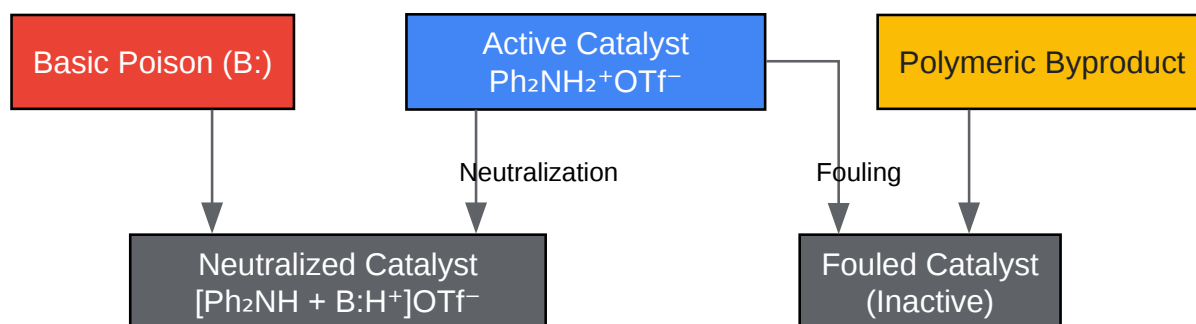 Basic Poison (B:)
Active Catalyst
Ph₂NH₂⁺OTf⁻
Polymeric Byproduct
Neutralization
Fouling
Neutralized Catalyst
[Ph₂NH + B:H⁺]OTf⁻
Fouled Catalyst
(Inactive)